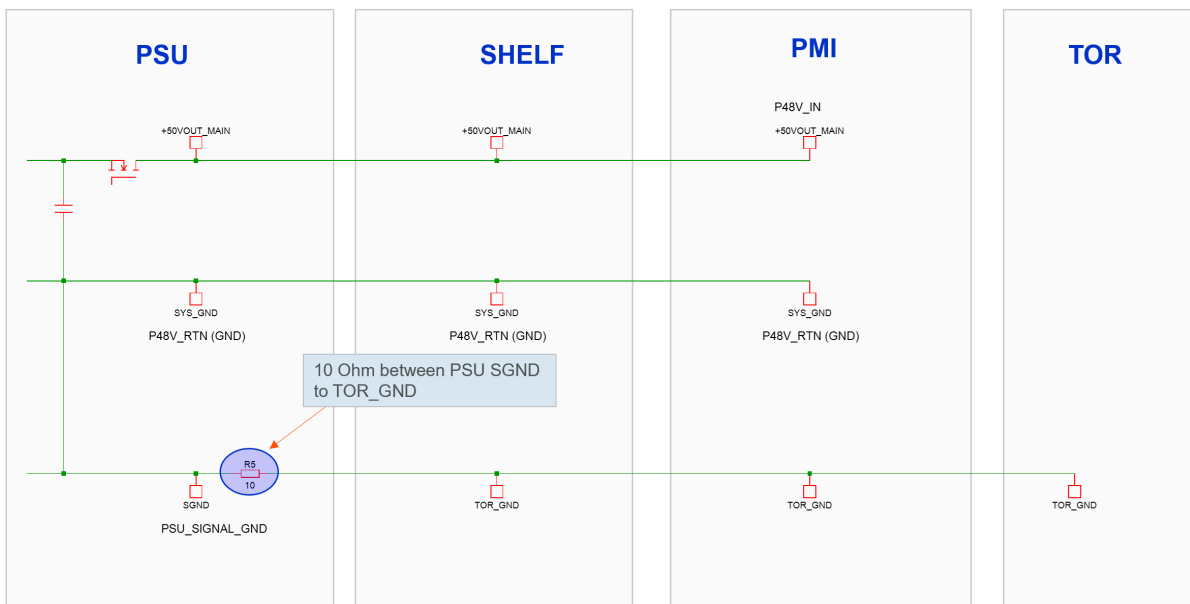 PSU
SHELF
PMI
TOR
P48V_IN
+50VOUT_MAIN
+50VOUT_MAIN
+50VOUT_MAIN
SYS_GND
SYS_GND
SYS_GND
P48V_RTN (GND)
P48V_RTN (GND)
P48V_RTN (GND)
10 Ohm between PSU SGND
to TOR_GND
R5
10
SGND
TOR_GND
TOR_GND
TOR_GND
PSU_SIGNAL_GND